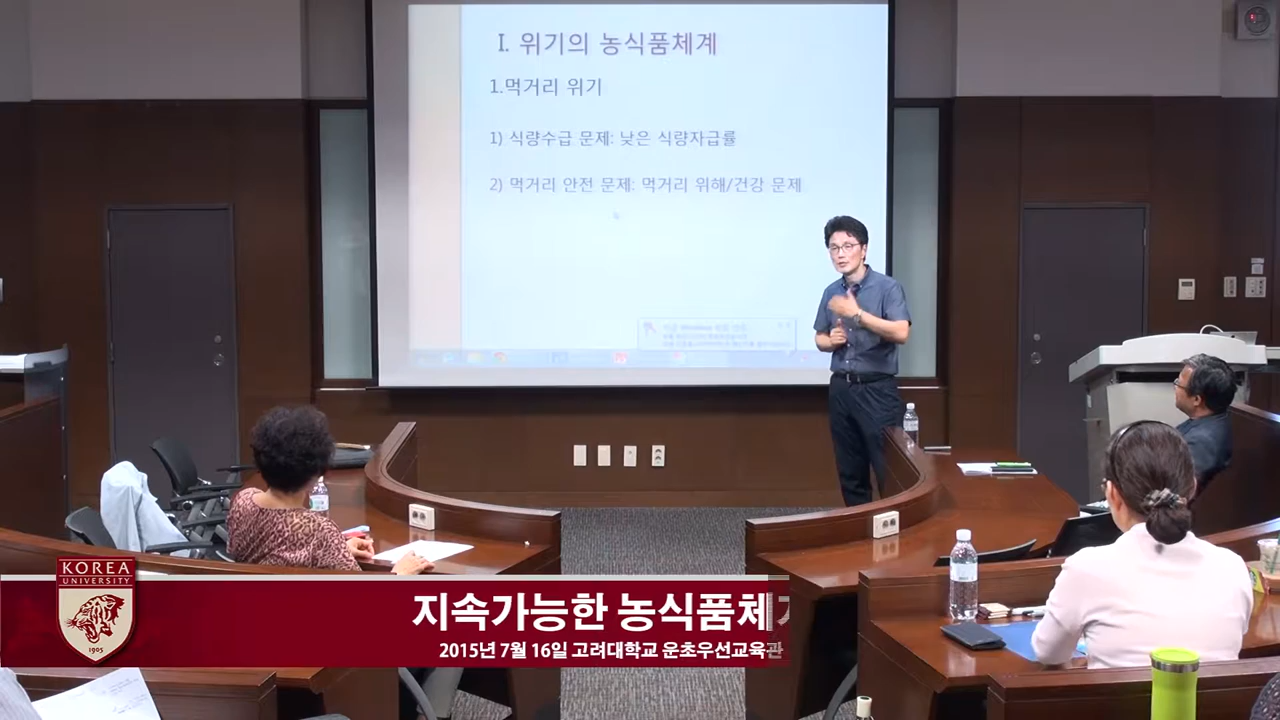 I. 위기의 농식품체계
1.먹거리 위기
1) 식량수급 문제: 낮은 식량자급률
2) 먹거리 안전 문제: 먹거리 위해/건강 문제
KOREA
UNIVERSITY
1905
지속가능한 농식품체
2015년 7월 16일 고려대학교 운초우선교육관